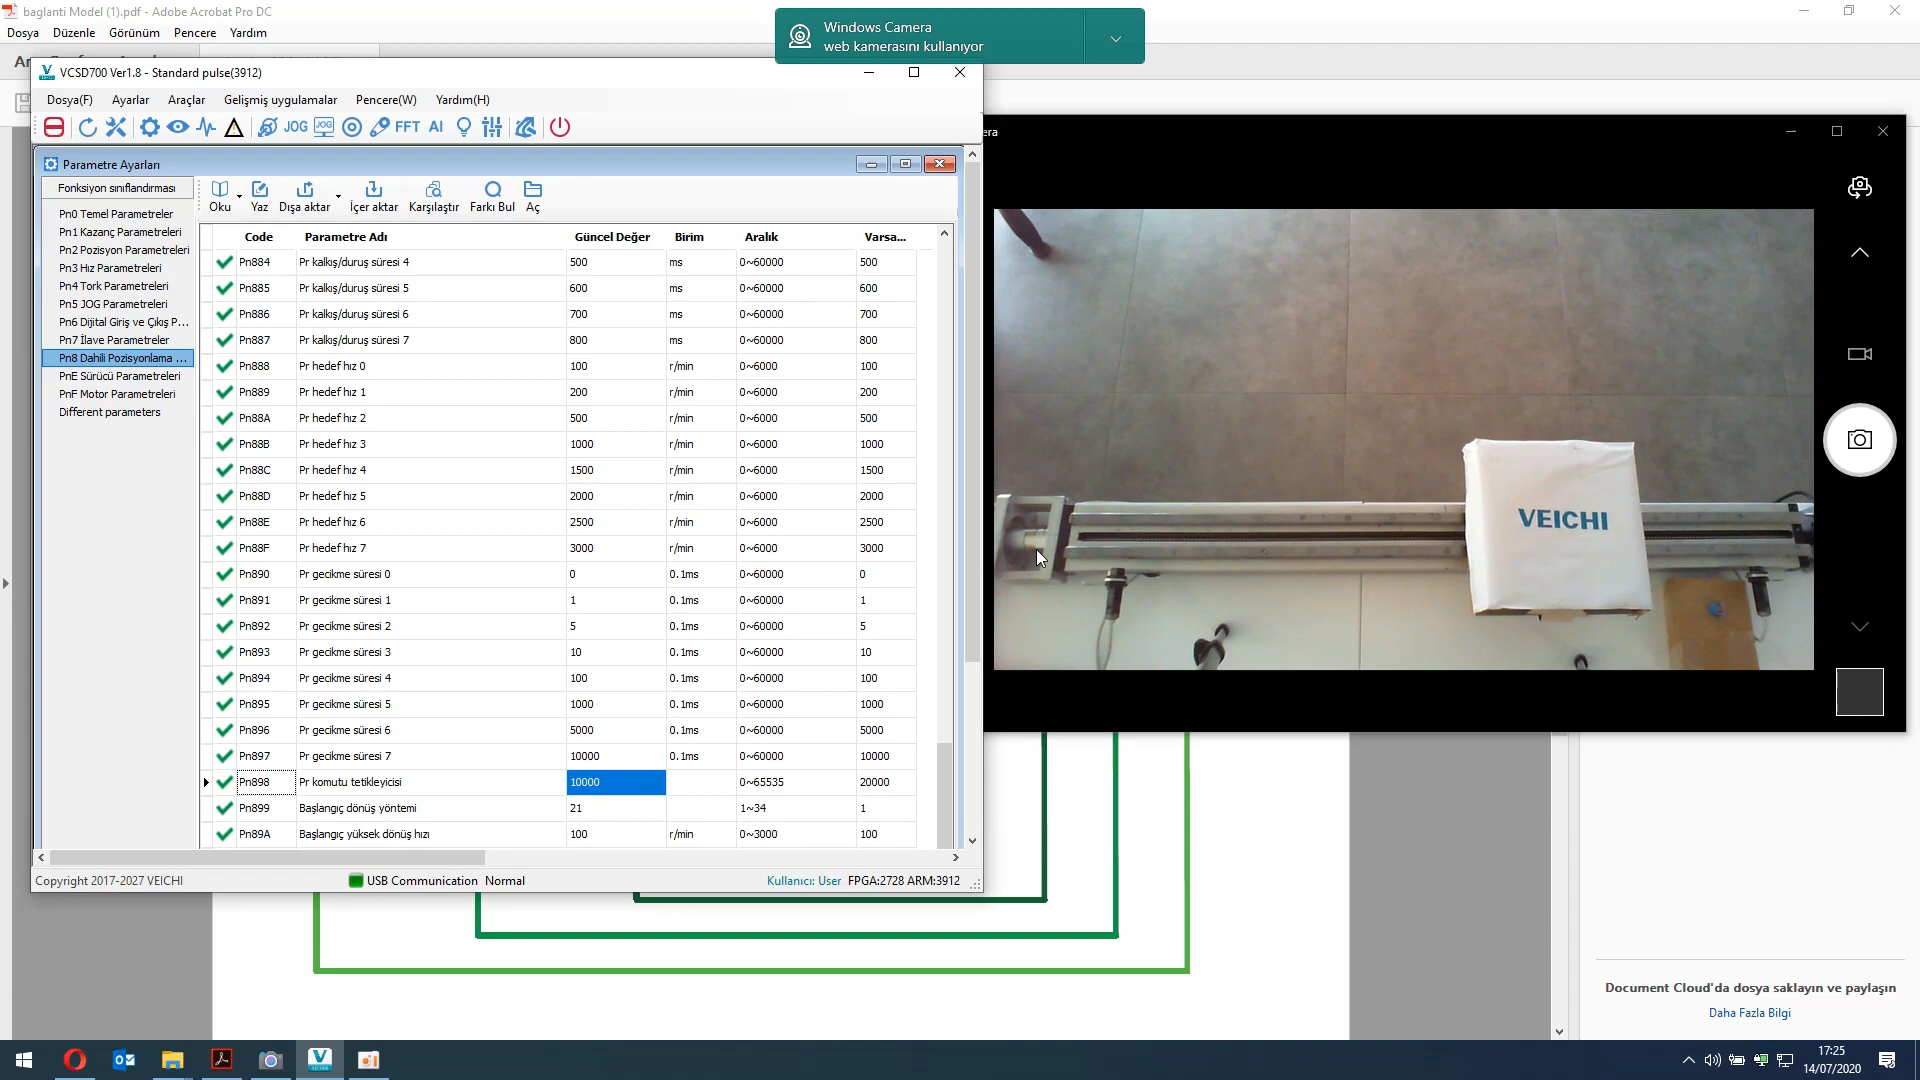 baglanti Model (1).pdf - Adobe Acrobat Pro DC
Dosya Düzenle Görünüm Pencere Yardım
Windows Camera
web kamerasını kullanıyor
VCSD700 Ver1.8 - Standard pulse(3912)
Dosya(F) Ayarlar Araçlar Gelişmiş uygulamalar Pencere(W) Yardım(H)
JOG JOG FFT AI
Parametre Ayarları
Fonksiyon sınıflandırması
Pn0 Temel Parametreler
Pn1 Kazanç Parametreleri
Pn2 Pozisyon Parametreleri
Pn3 Hız Parametreleri
Pn4 Tork Parametreleri
Pn5 JOG Parametreleri
Pn6 Dijital Giriş ve Çıkış P...
Pn7 İlave Parametreler
Pn8 Dahili Pozisyonlama ...
PnE Sürücü Parametreleri
PnF Motor Parametreleri
Different parameters
Oku Yaz Dışa aktar İçer aktar Karşılaştır Farkı Bul Aç
Code Parametre Adı Güncel Değer Birim Aralık Varsa...
Pn884 Pr kalkış/duruş süresi 4 500 ms 0~60000 500
Pn885 Pr kalkış/duruş süresi 5 600 ms 0~60000 600
Pn886 Pr kalkış/duruş süresi 6 700 ms 0~60000 700
Pn887 Pr kalkış/duruş süresi 7 800 ms 0~60000 800
Pn888 Pr hedef hız 0 100 r/min 0~6000 100
Pn889 Pr hedef hız 1 200 r/min 0~6000 200
Pn88A Pr hedef hız 2 500 r/min 0~6000 500
Pn88B Pr hedef hız 3 1000 r/min 0~6000 1000
Pn88C Pr hedef hız 4 1500 r/min 0~6000 1500
Pn88D Pr hedef hız 5 2000 r/min 0~6000 2000
Pn88E Pr hedef hız 6 2500 r/min 0~6000 2500
Pn88F Pr hedef hız 7 3000 r/min 0~6000 3000
Pn890 Pr gecikme süresi 0 0 0.1ms 0~60000 0
Pn891 Pr gecikme süresi 1 1 0.1ms 0~60000 1
Pn892 Pr gecikme süresi 2 5 0.1ms 0~60000 5
Pn893 Pr gecikme süresi 3 10 0.1ms 0~60000 10
Pn894 Pr gecikme süresi 4 100 0.1ms 0~60000 100
Pn895 Pr gecikme süresi 5 1000 0.1ms 0~60000 1000
Pn896 Pr gecikme süresi 6 5000 0.1ms 0~60000 5000
Pn897 Pr gecikme süresi 7 10000 0.1ms 0~60000 10000
Pn898 Pr komutu tetikleyicisi 10000 0~65535 20000
Pn899 Başlangıç dönüş yöntemi 21 1~34 1
Pn89A Başlangıç yüksek dönüş hızı 100 r/min 0~3000 100
Copyright 2017-2027 VEICHI USB Communication Normal Kullanıcı: User FPGA:2728 ARM:3912
era
VEICHI
Document Cloud'da dosya saklayın ve paylaşın
Daha Fazla Bilgi
17:25
14/07/2020